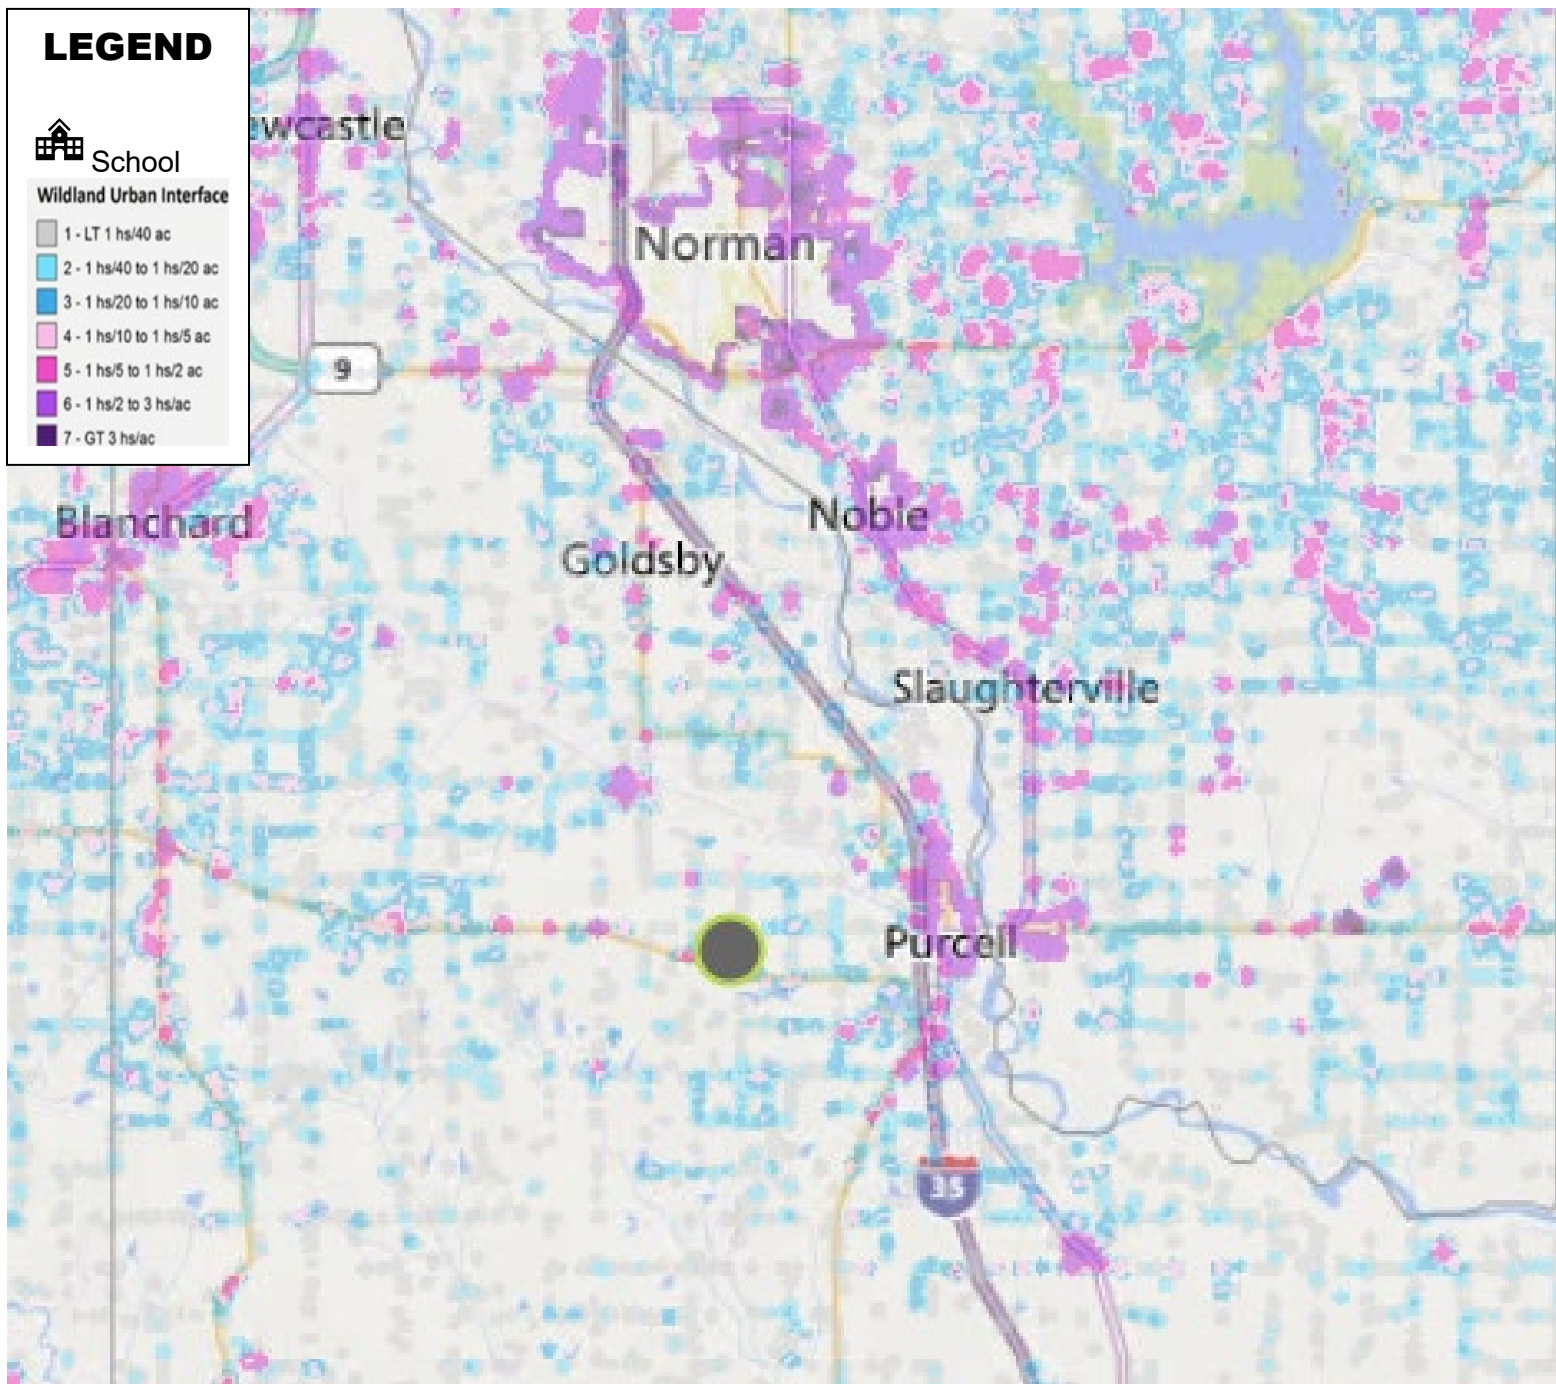 LEGEND
School
Wildland Urban Interface
1 - LT 1 hs/40 ac
2 - 1 hs/40 to 1 hs/20 ac
3 - 1 hs/20 to 1 hs/10 ac
4 - 1 hs/10 to 1 hs/5 ac
5 - 1 hs/5 to 1 hs/2 ac
6 - 1 hs/2 to 3 hs/ac
7 - GT 3 hs/ac
ewcastle
Norman
9
Blanchard
Noble
Goldsby
Slaughterville
Purcell
35